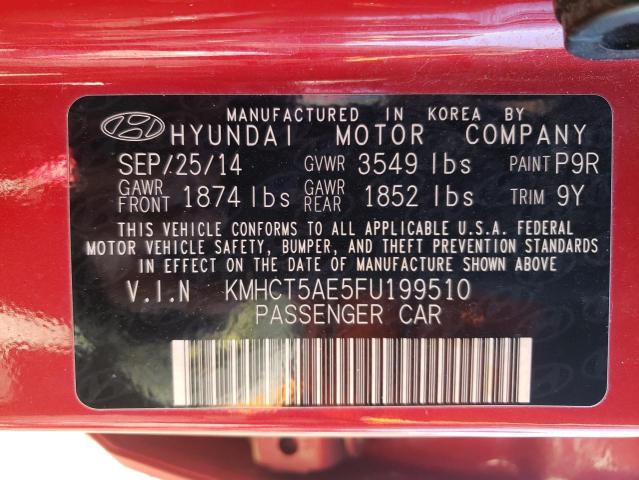 MANUFACTURED IN KOREA BY
HYUNDAI MOTOR COMPANY
SEP/25/14 GVWR 3549 lbs PAINT P9R
GAWR FRONT 1874 lbs GAWR REAR 1852 lbs TRIM 9Y
THIS VEHICLE CONFORMS TO ALL APPLICABLE U.S.A. FEDERAL
MOTOR VEHICLE SAFETY, BUMPER, AND THEFT PREVENTION STANDARDS
IN EFFECT ON THE DATE OF MANUFACTURE SHOWN ABOVE
V.I.N KMHCT5AE5FU199510
PASSENGER CAR